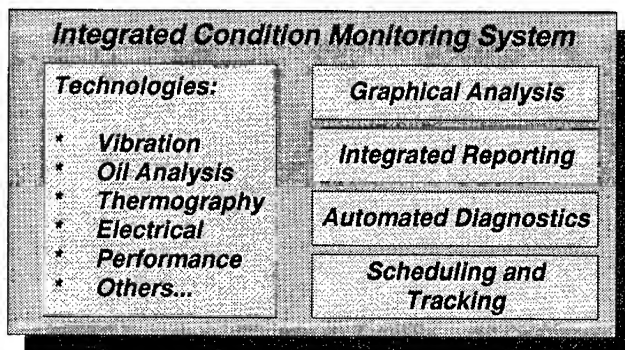 Integrated Condition Monitoring System
Technologies:
* Vibration
* Oil Analysis
* Thermography
* Electrical
* Performance
* Others...
Graphical Analysis
Integrated Reporting
Automated Diagnostics
Scheduling and
Tracking